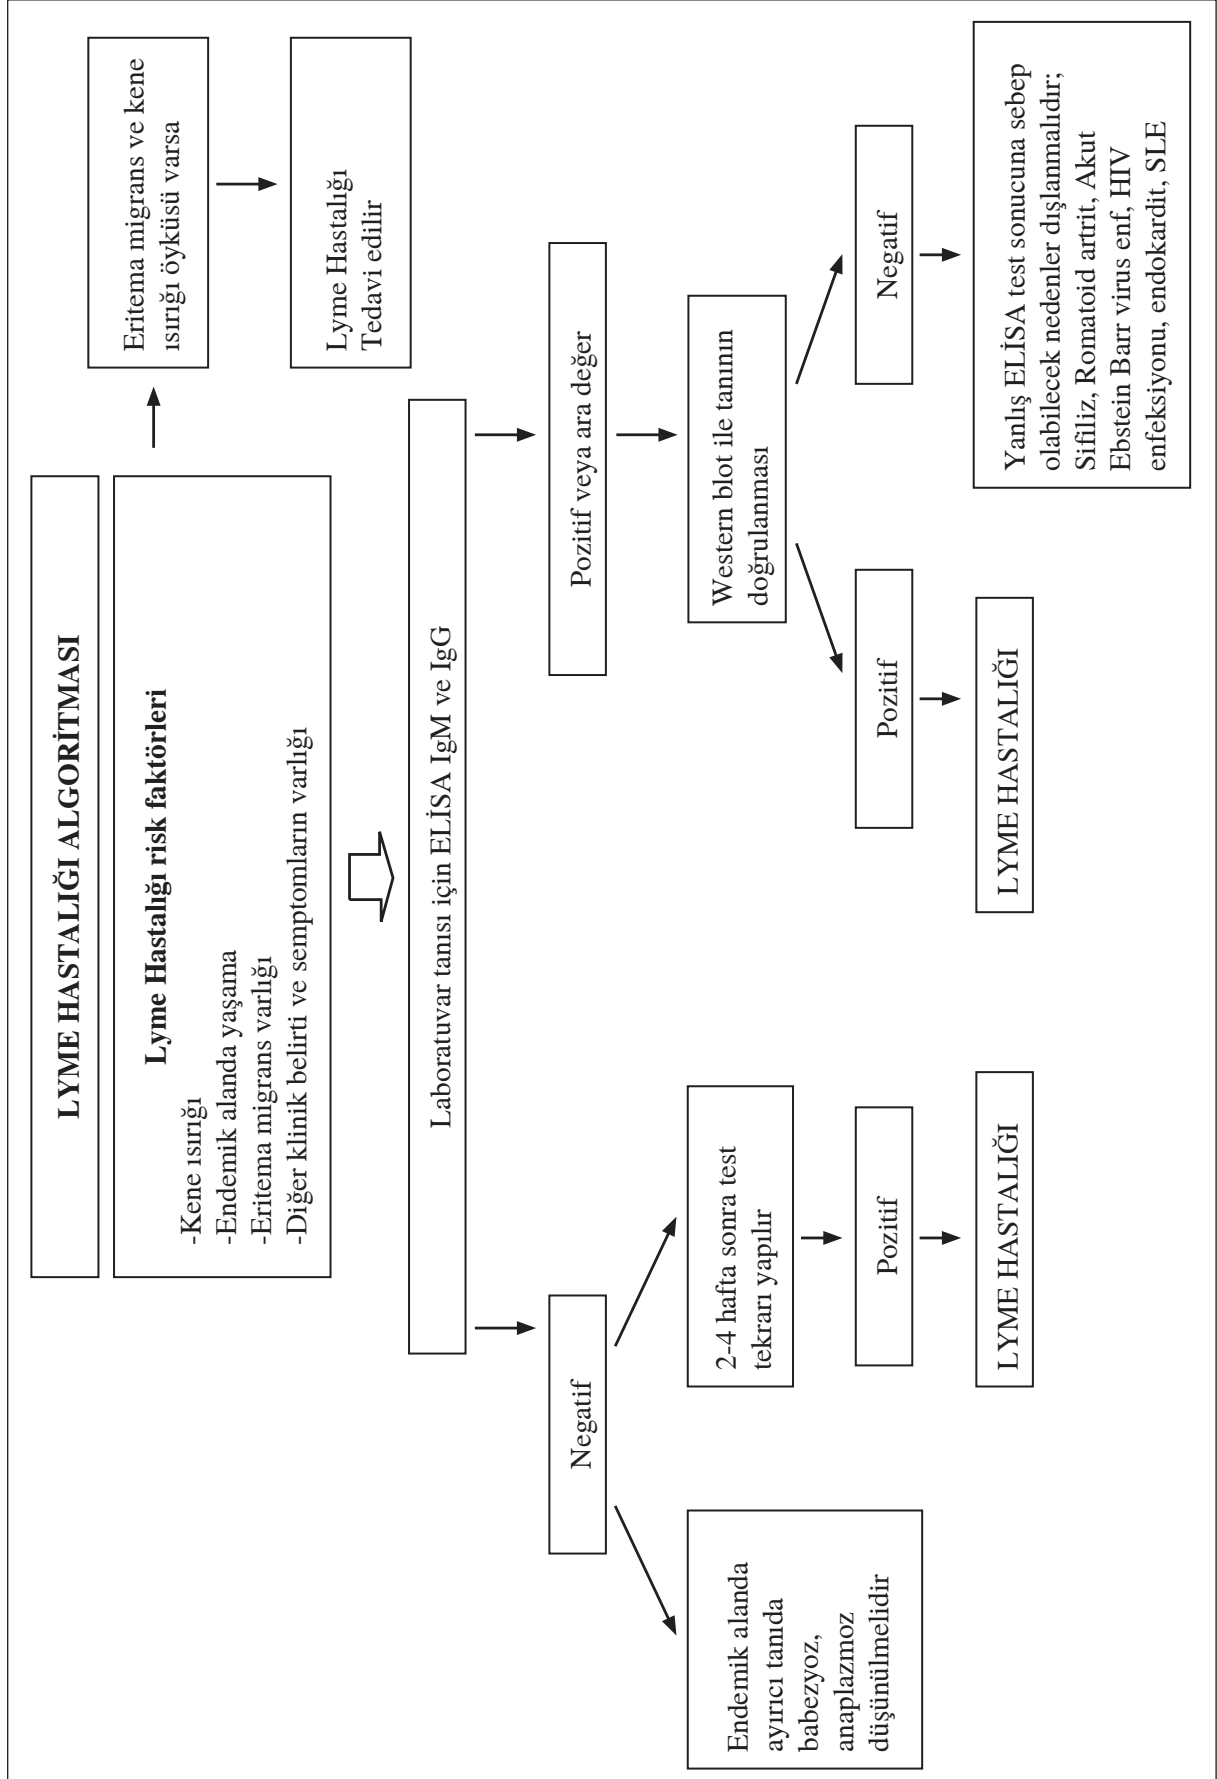 LYME HASTALIĞI ALGORİTMASI
Lyme Hastalığı risk faktörleri
-Kene ısırığı
-Endemik alanda yaşama
-Eritema migrans varlığı
-Diğer klinik belirti ve semptomların varlığı
Eritema migrans ve kene
ısırığı öyküsü varsa
Lyme Hastalığı
Tedavi edilir
Laboratuvar tanısı için ELİSA IgM ve IgG
Negatif
Pozitif veya ara değer
Endemik alanda
ayırıcı tanıda
babezyoz,
anaplazmoz
düşünülmelidir
2-4 hafta sonra test
tekrarı yapılır
Western blot ile tanının
doğrulanması
Pozitif
Pozitif
Negatif
LYME HASTALIĞI
LYME HASTALIĞI
Yanlış ELİSA test sonucuna sebep
olabilecek nedenler dışlanmalıdır;
Sifiliz, Romatoid artrit, Akut
Ebstein Barr virus enf, HIV
enfeksiyonu, endokardit, SLE